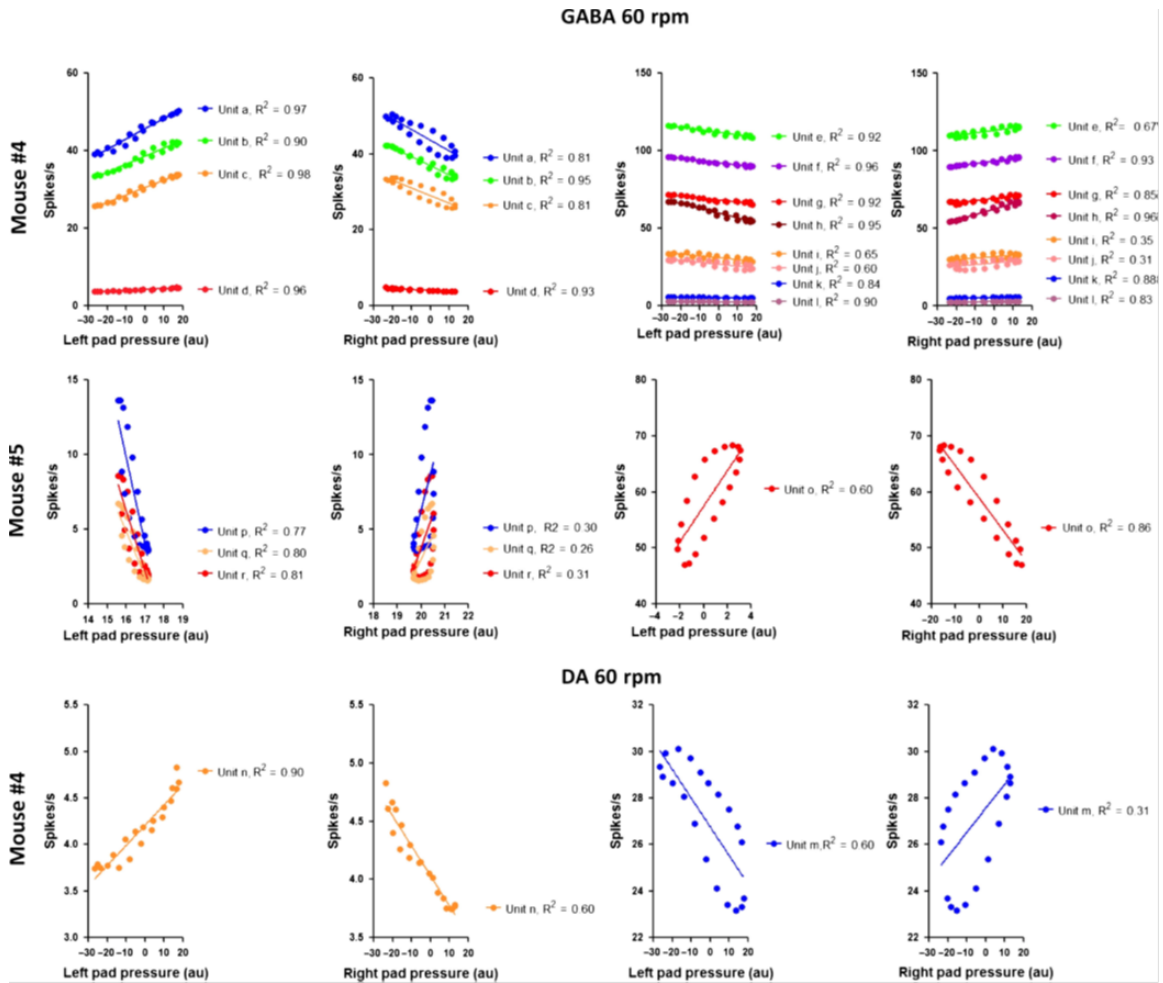 GABA 60 rpm
Mouse #4
60
40
20
0
Spikes/s
−30 −20 −10 0 10 20
Left pad pressure (au)
Unit a, R² = 0.97
Unit b, R² = 0.90
Unit c, R² = 0.98
Unit d, R² = 0.96
60
40
20
0
Spikes/s
−30 −20 −10 0 10 20
Right pad pressure (au)
Unit a, R² = 0.81
Unit b, R² = 0.95
Unit c, R² = 0.81
Unit d, R² = 0.93
150
100
50
0
Spikes/s
−30 −20 −10 0 10 20
Left pad pressure (au)
Unit e, R² = 0.92
Unit f, R² = 0.96
Unit g, R² = 0.92
Unit h, R² = 0.95
Unit i, R² = 0.65
Unit j, R² = 0.60
Unit k, R² = 0.84
Unit l, R² = 0.90
150
100
50
0
Spikes/s
−30 −20 −10 0 10 20
Right pad pressure (au)
Unit e, R² = 0.67
Unit f, R² = 0.93
Unit g, R² = 0.85
Unit h, R² = 0.96
Unit i, R² = 0.35
Unit j, R² = 0.31
Unit k, R² = 0.88
Unit l, R² = 0.83
Mouse #5
15
10
5
0
Spikes/s
14 15 16 17 18 19
Left pad pressure (au)
Unit p, R² = 0.77
Unit q, R² = 0.80
Unit r, R² = 0.81
15
10
5
0
Spikes/s
18 19 20 21 22
Right pad pressure (au)
Unit p, R2 = 0.30
Unit q, R2 = 0.26
Unit r, R² = 0.31
80
70
60
50
40
Spikes/s
−4 −2 0 2 4
Left pad pressure (au)
Unit o, R² = 0.60
80
70
60
50
40
Spikes/s
−20 −10 0 10 20
Right pad pressure (au)
Unit o, R² = 0.86
DA 60 rpm
Mouse #4
5.5
5.0
4.5
4.0
3.5
3.0
Spikes/s
−30 −20 −10 0 10 20
Left pad pressure (au)
Unit n, R² = 0.90
5.5
5.0
4.5
4.0
3.5
Spikes/s
−30 −20 −10 0 10 20
Right pad pressure (au)
Unit n, R² = 0.60
32
30
28
26
24
22
Spikes/s
−30 −20 −10 0 10 20
Left pad pressure (au)
Unit m,R² = 0.60
32
30
28
26
24
22
Spikes/s
−30 −20 −10 0 10 20
Right pad pressure (au)
Unit m, R² = 0.31